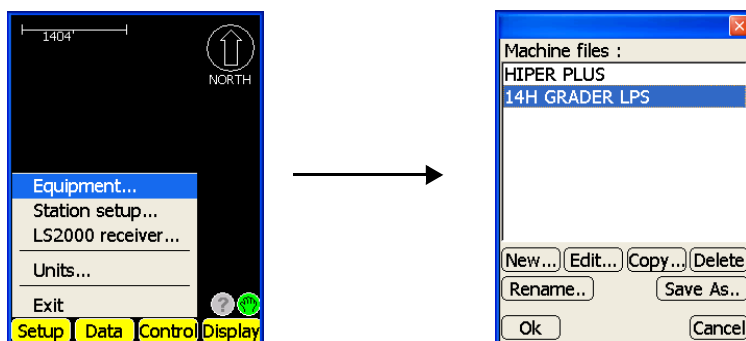 1404'
NORTH
Equipment...
Station setup...
LS2000 receiver...
Units...
Exit
?
Setup Data Control Display
Machine files :
HIPER PLUS
14H GRADER LPS
New... Edit... Copy... Delete
Rename.. Save As..
Ok Cancel